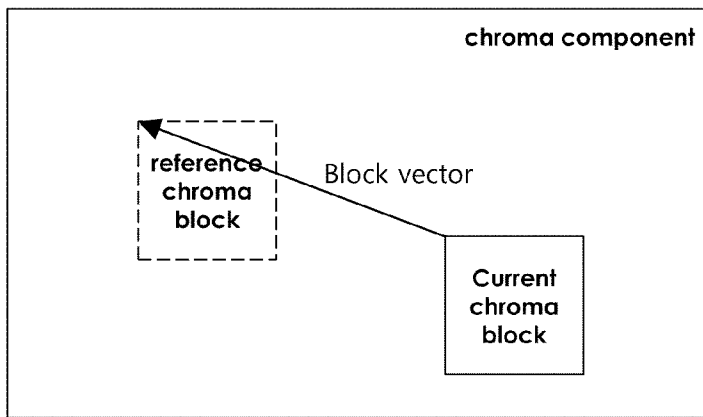 chroma component
reference
chroma
block
Block vector
Current
chroma
block